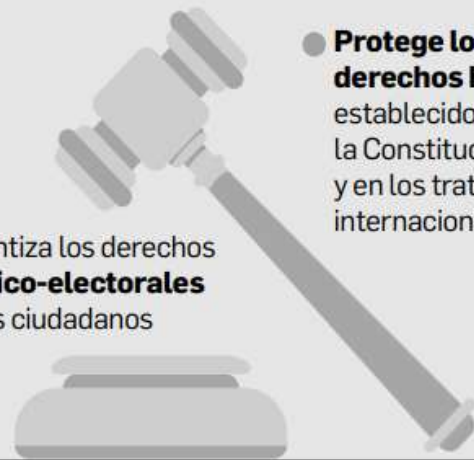 Protege lo
derechos
establecido
la Constituc
y en los trat
internacion
ntiza los derechos
ico-electorales
s ciudadanos